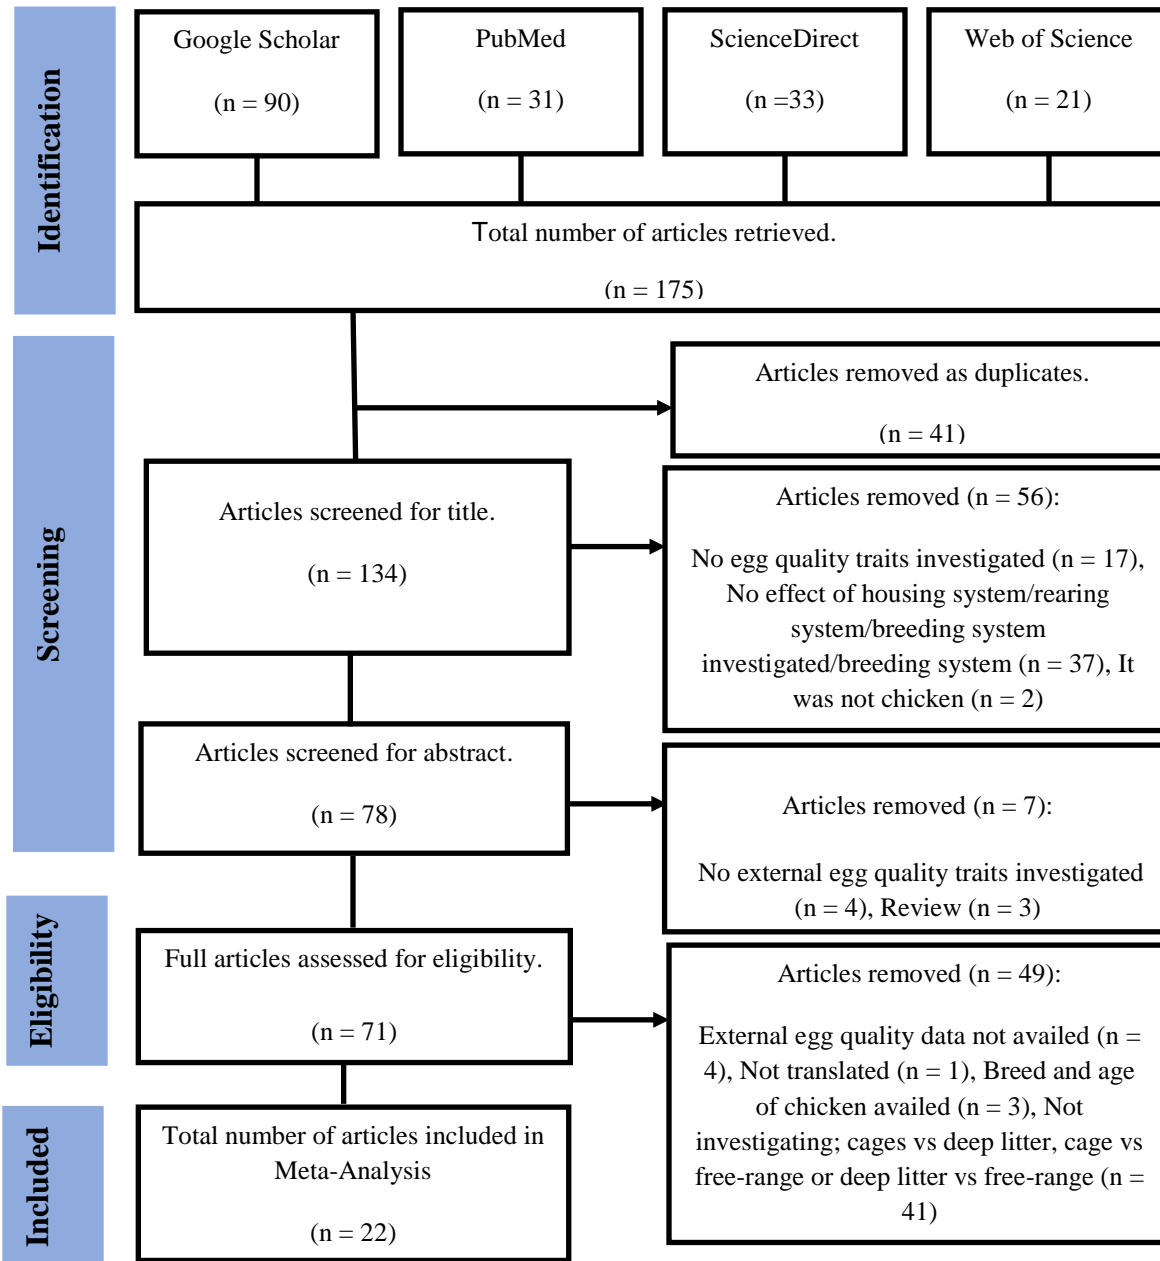 Identification
Google Scholar
(n = 90)
PubMed
(n = 31)
ScienceDirect
(n =33)
Web of Science
(n = 21)
Total number of articles retrieved.
(n = 175)
Screening
Articles removed as duplicates.
(n = 41)
Articles screened for title.
(n = 134)
Articles removed (n = 56):
No egg quality traits investigated (n = 17),
No effect of housing system/rearing
system/breeding system
investigated/breeding system (n = 37), It
was not chicken (n = 2)
Articles screened for abstract.
(n = 78)
Articles removed (n = 7):
No external egg quality traits investigated
(n = 4), Review (n = 3)
Eligibility
Full articles assessed for eligibility.
(n = 71)
Articles removed (n = 49):
External egg quality data not availed (n =
4), Not translated (n = 1), Breed and age
of chicken availed (n = 3), Not
investigating; cages vs deep litter, cage vs
free-range or deep litter vs free-range (n =
41)
Included
Total number of articles included in
Meta-Analysis
(n = 22)